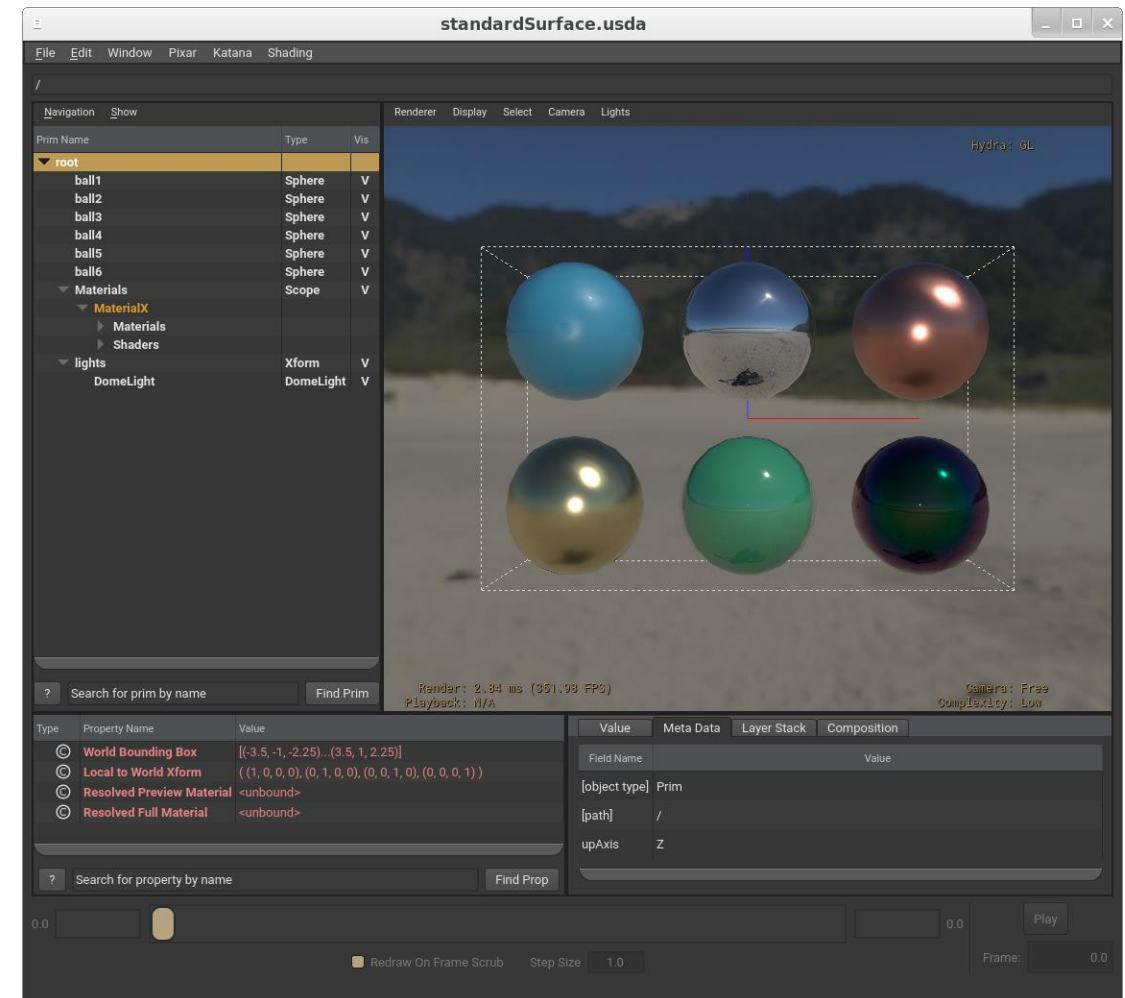 standardSurface.usda
File Edit Window Pixar Katana Shading
/
Navigation Show
Prim Name Type Vis
root
ball1 Sphere V
ball2 Sphere V
ball3 Sphere V
ball4 Sphere V
ball5 Sphere V
ball6 Sphere V
Materials Scope V
MaterialX
Materials
Shaders
lights Xform V
DomeLight DomeLight V
? Search for prim by name Find Prim
Renderer Display Select Camera Lights
Hydra: GL
Render: 2.84 ms (351.98 FPS)
Playback: N/A
Camera: Free
Complexity: Low
Type Property Name Value
© World Bounding Box [(-3.5, -1, -2.25)...(3.5, 1, 2.25)]
© Local to World Xform ( (1, 0, 0, 0), (0, 1, 0, 0), (0, 0, 1, 0), (0, 0, 0, 1) )
© Resolved Preview Material <unbound>
© Resolved Full Material <unbound>
? Search for property by name Find Prop
Value Meta Data Layer Stack Composition
Field Name Value
[object type] Prim
[path] /
upAxis Z
0.0 0.0 Play
Redraw On Frame Scrub Step Size 1.0 Frame: 0.0